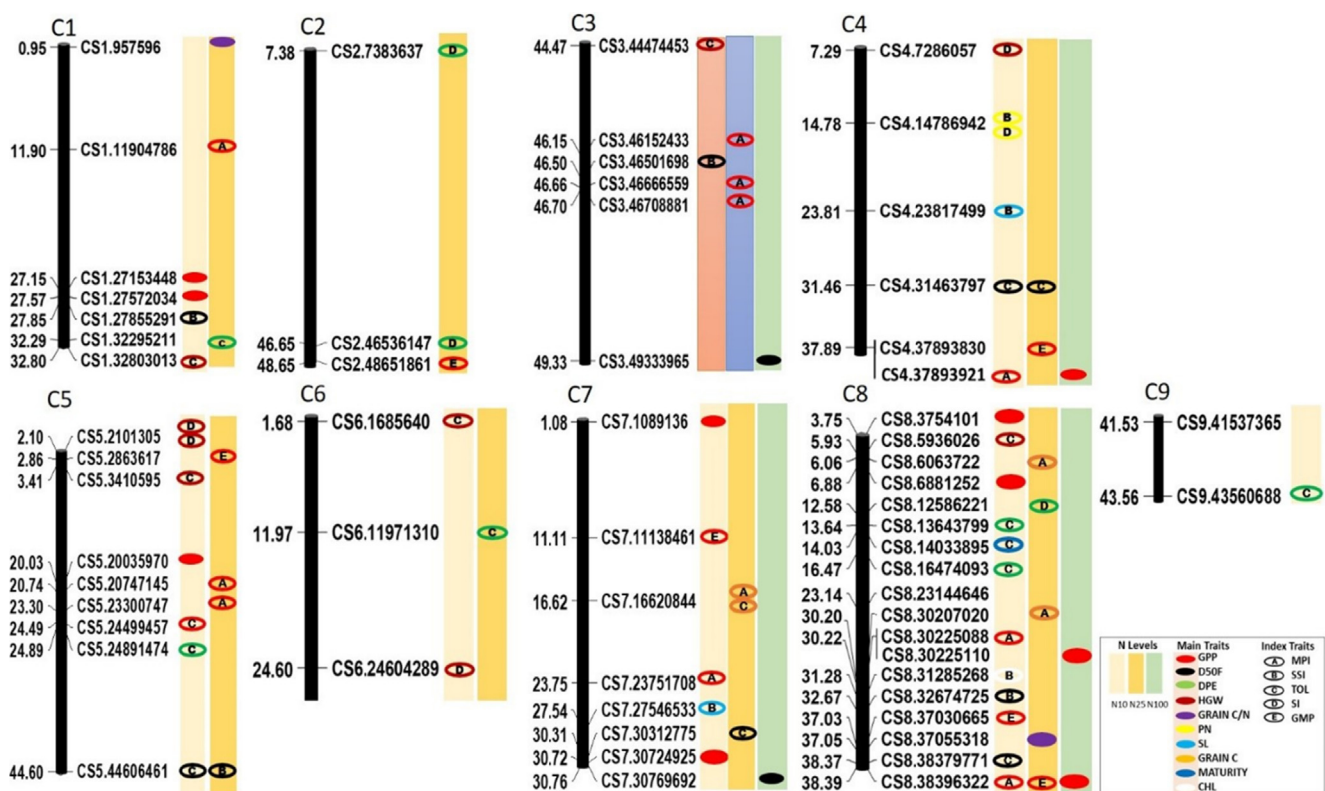 C1
0.95 CS1.957596
11.90 CS1.11904786 A
27.15 CS1.27153448
27.57 CS1.27572034
27.85 CS1.27855291 B
32.29 CS1.32295211 C
32.80 CS1.32803013 C
C2
7.38 CS2.7383637 D
46.65 CS2.46536147 D
48.65 CS2.48651861 E
C3
44.47 CS3.44474453 C
46.15 CS3.46152433 A
46.50 CS3.46501698 B
46.66 CS3.46666559 A
46.70 CS3.46708881 A
49.33 CS3.49333965
C4
7.29 CS4.7286057 D
14.78 CS4.14786942 B
D
23.81 CS4.23817499 B
31.46 CS4.31463797 C C
37.89 CS4.37893830 E
CS4.37893921 A
C5
D
2.10 CS5.2101305 D
2.86 CS5.2863617 E
3.41 CS5.3410595 C
20.03 CS5.20035970
20.74 CS5.20747145 A
23.30 CS5.23300747 A
24.49 CS5.24499457 C
24.89 CS5.24891474 C
44.60 CS5.44606461 C B
C6
1.68 CS6.1685640 C
11.97 CS6.11971310 C
24.60 CS6.24604289 D
C7
1.08 CS7.1089136
11.11 CS7.11138461 E
16.62 CS7.16620844 A
C
23.75 CS7.23751708 A
27.54 CS7.27546533 B
30.31 CS7.30312775 C
30.72 CS7.30724925
30.76 CS7.30769692
C8
3.75 CS8.3754101
5.93 CS8.5936026 C
6.06 CS8.6063722 A
6.88 CS8.6881252
12.58 CS8.12586221 D
13.64 CS8.13643799 C
14.03 CS8.14033895 C
16.47 CS8.16474093 C
23.14 CS8.23144646
30.20 CS8.30207020 A
30.22 CS8.30225088 A
CS8.30225110
31.28 CS8.31285268 B
32.67 CS8.32674725 B
37.03 CS8.37030665 E
37.05 CS8.37055318
38.37 CS8.38379771 C
38.39 CS8.38396322 A E
C9
41.53 CS9.41537365
43.56 CS9.43560688 C
N Levels
N10 N25 N100
Main Traits
GPP
D50F
DPE
HGW
GRAIN C/N
PN
SL
GRAIN C
MATURITY
CHL
Index Traits
A MPI
B SSI
C TOL
D SI
E GMP